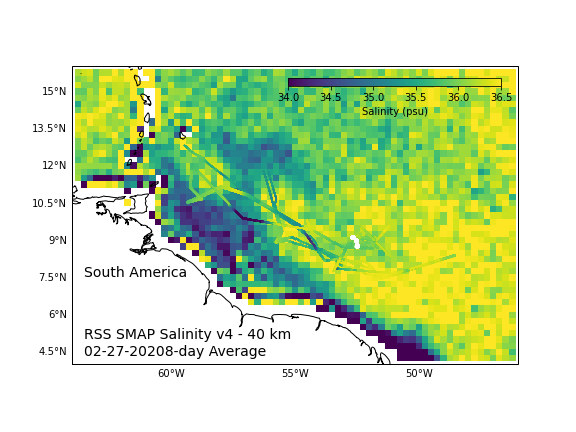 15°N
34.0 34.5 35.0 35.5 36.0 36.5
Salinity (psu)
13.5°N
12°N
10.5°N
9°N
South America
7.5°N
6°N
RSS SMAP Salinity v4 - 40 km
02-27-20208-day Average
4.5°N
60°W 55°W 50°W